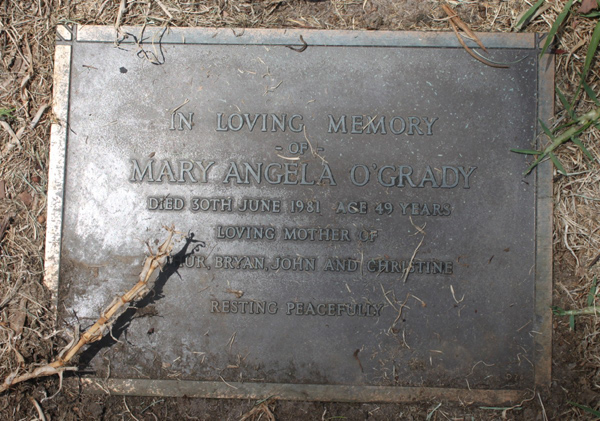 IN LOVING MEMORY
- OF -
MARY ANGELA O'GRADY
DIED 30TH JUNE 1981 AGE 49 YEARS
LOVING MOTHER OF
BRYAN, JOHN AND CHRISTINE
RESTING PEACEFULLY